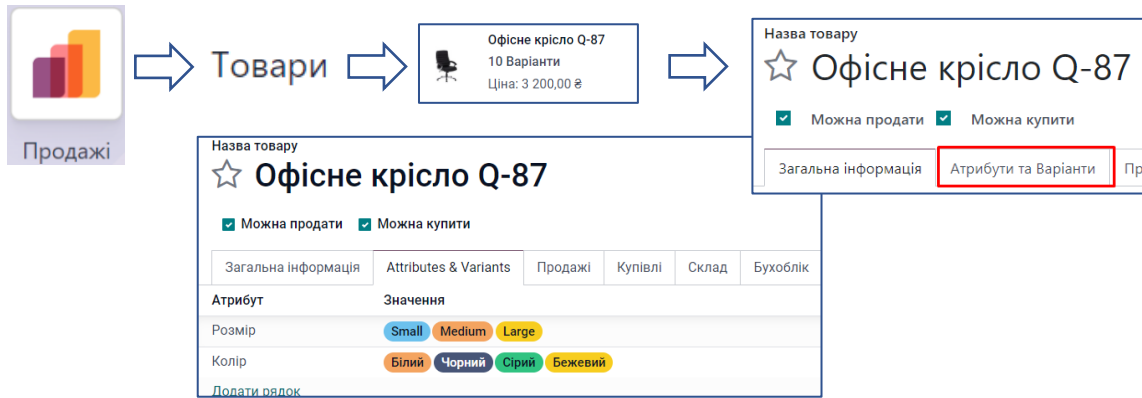 Продажі
Товари
Офісне крісло Q-87
10 Варіанти
Ціна: 3 200,00 ₴
Назва товару
Офісне крісло Q-87
Можна продати Можна купити
Загальна інформація Атрибути та Варіанти Пр
Назва товару
Офісне крісло Q-87
Можна продати Можна купити
Загальна інформація Attributes & Variants Продажі Купівлі Склад Бухоблік
Атрибут Значення
Розмір Small Medium Large
Колір Білий Чорний Сірий Бежевий
Додати рядок